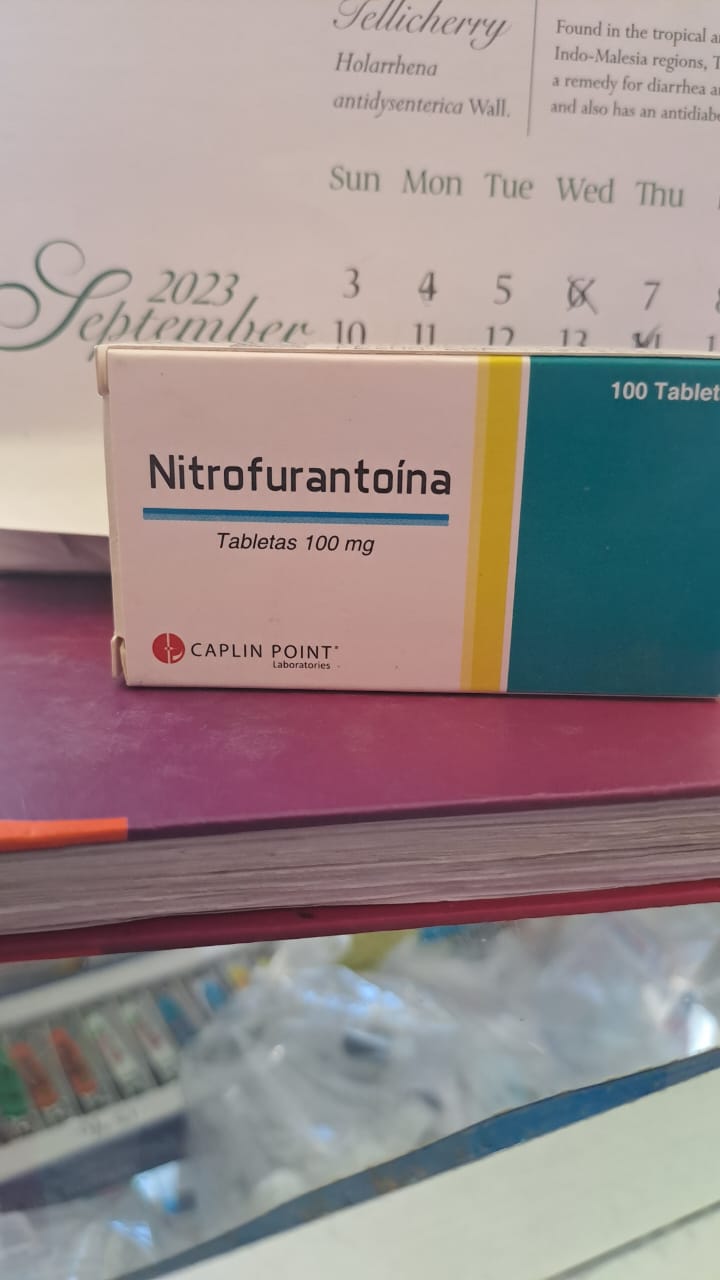 Tellicherry
Holarrhena
antidysenterica Wall.
Found in the tropical
Indo-Malesia regions,
a remedy for diarrhea
and also has an
Sun Mon Tue Wed Thu
2023
September
3 4 5 6 7
10 11 12 13 14
100 Tablet
Nitrofurantoína
Tabletas 100 mg
CAPLIN POINT
Laboratories